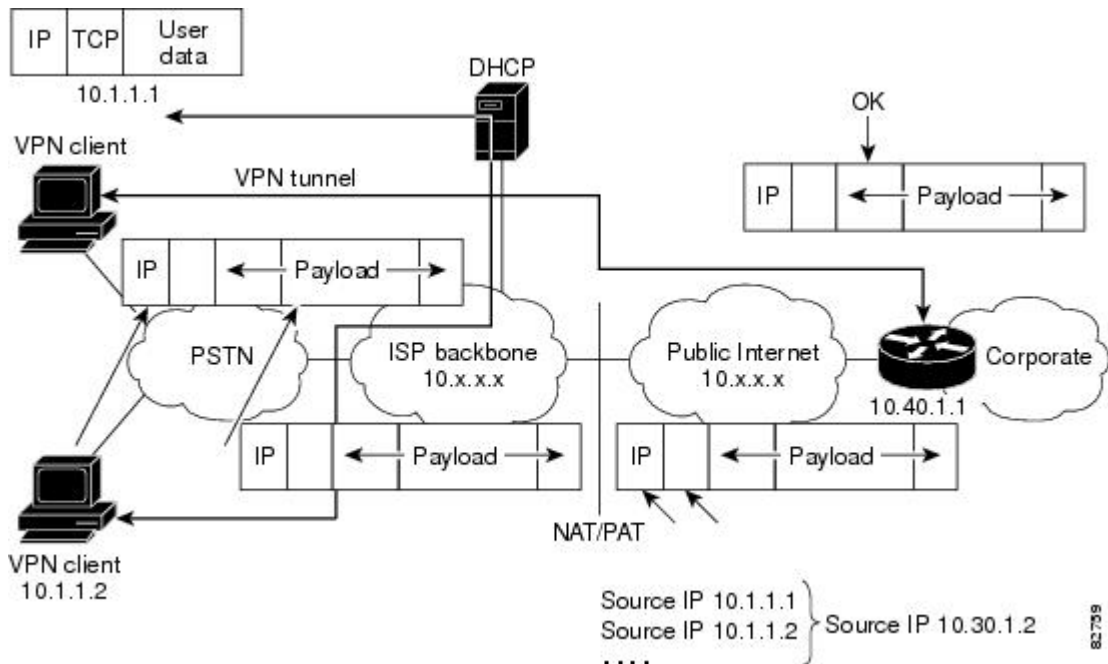 IP TCP User data
10.1.1.1
DHCP
OK
VPN client
VPN tunnel
IP Payload
IP Payload
PSTN
ISP backbone
10.x.x.x
Public Internet
10.x.x.x
Corporate
10.40.1.1
IP Payload
IP Payload
NAT/PAT
VPN client
10.1.1.2
Source IP 10.1.1.1
Source IP 10.1.1.2
....
Source IP 10.30.1.2
82759